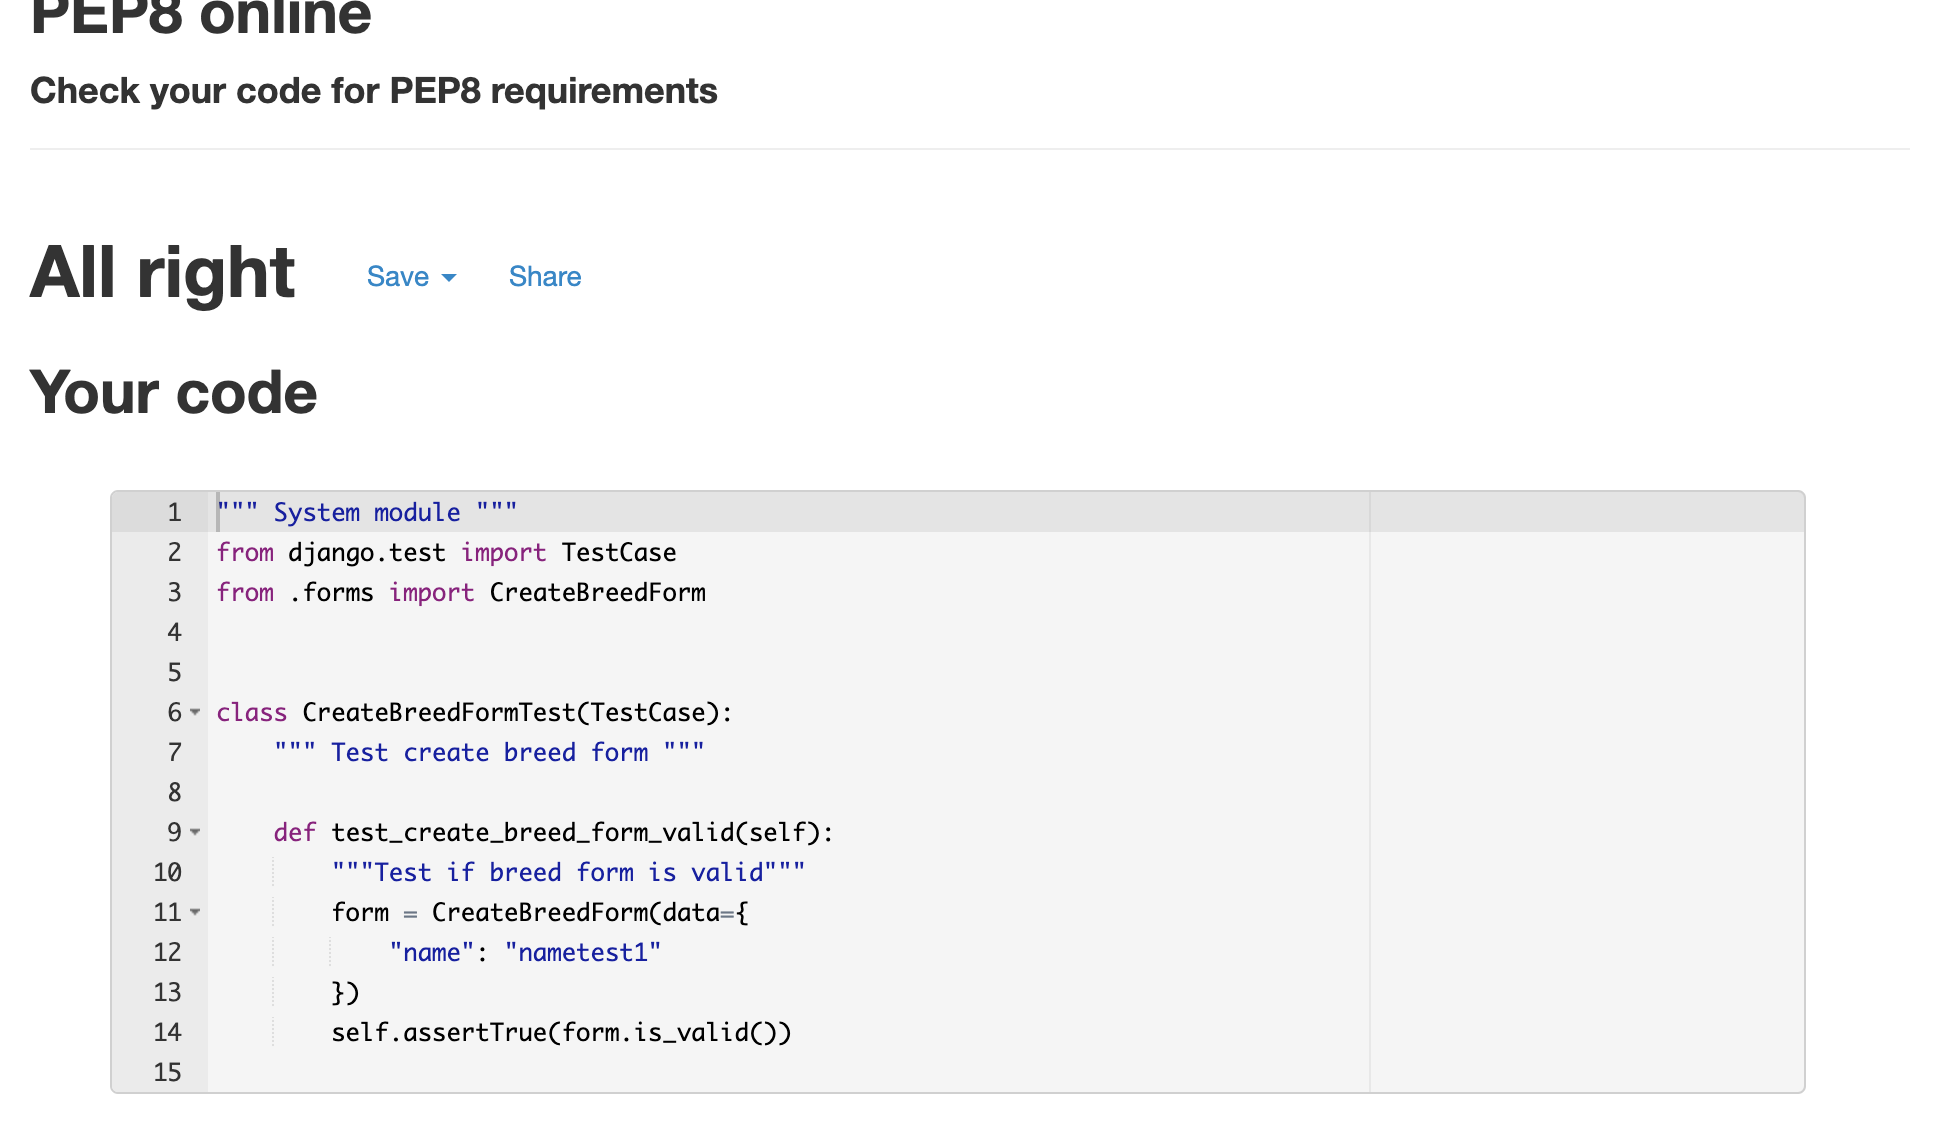 PEP8 online
Check your code for PEP8 requirements
All right Save Share
Your code
1 """ System module """
2 from django.test import TestCase
3 from .forms import CreateBreedForm
4
5
6 class CreateBreedFormTest(TestCase):
7     """ Test create breed form """
8
9     def test_create_breed_form_valid(self):
10         """Test if breed form is valid"""
11         form = CreateBreedForm(data={
12             "name": "nametest1"
13         })
14         self.assertTrue(form.is_valid())
15